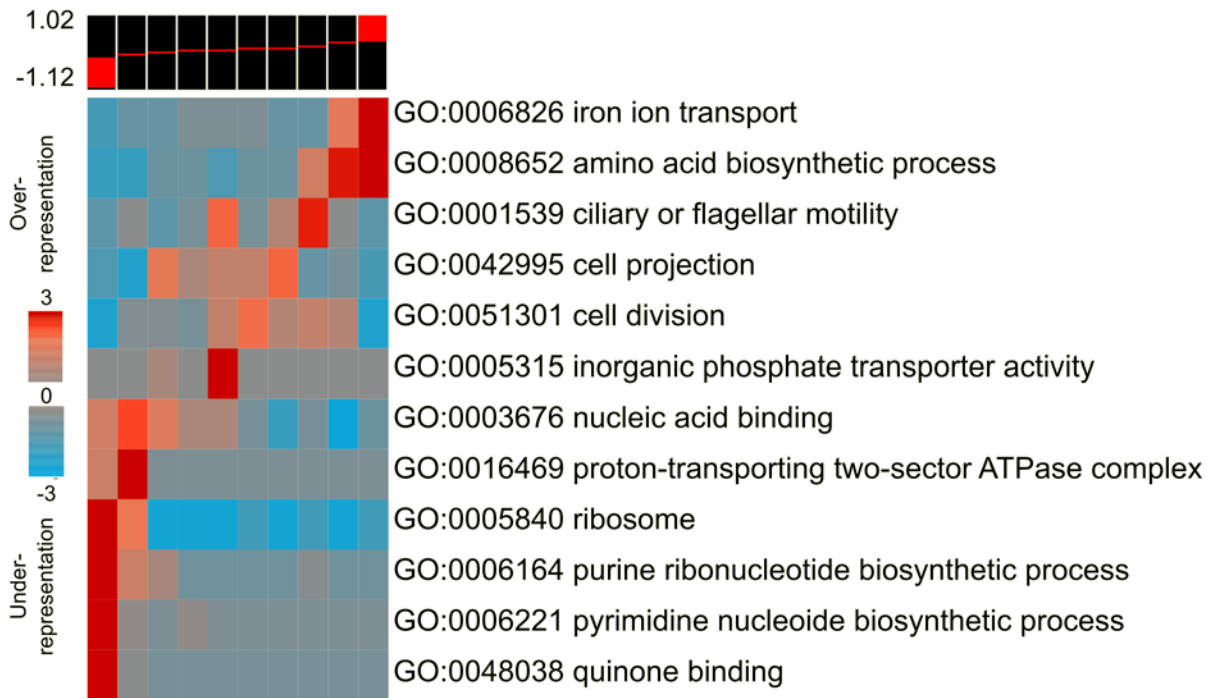 1.02
-1.12
GO:0006826 iron ion transport
GO:0008652 amino acid biosynthetic process
GO:0001539 ciliary or flagellar motility
GO:0042995 cell projection
GO:0051301 cell division
GO:0005315 inorganic phosphate transporter activity
GO:0003676 nucleic acid binding
GO:0016469 proton-transporting two-sector ATPase complex
GO:0005840 ribosome
GO:0006164 purine ribonucleotide biosynthetic process
GO:0006221 pyrimidine nucleoide biosynthetic process
GO:0048038 quinone binding
Over-
representation
3
0
-3
Under-
representation